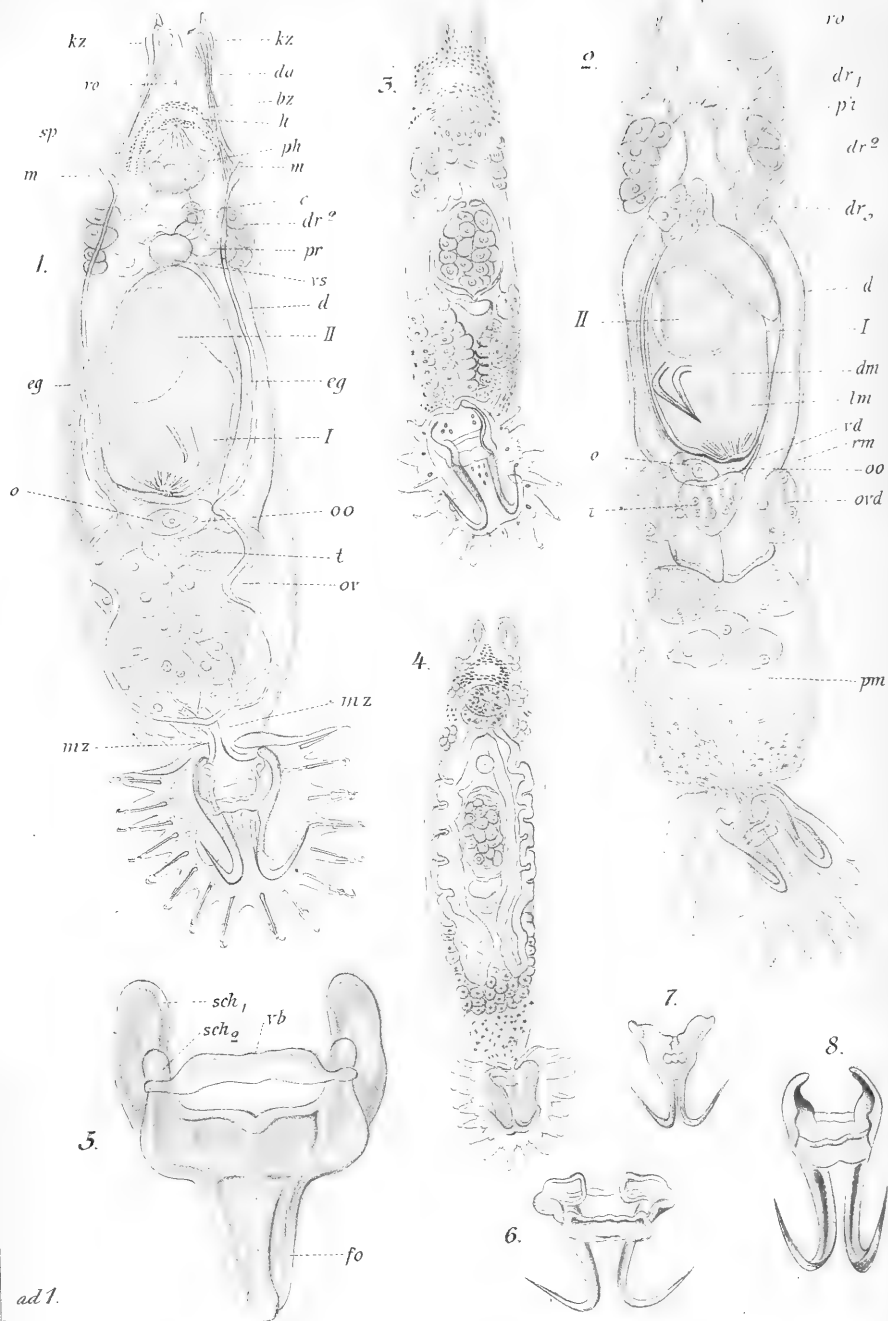 kz
kz
ro
da
bz
h
sp
ph
m
m
c
dr2
pr
1.
vs
d
II
eg
eg
I
o
oo
t
ov
mz
mz
3.
2.
ro
dr1
dr2
d
II
I
dm
lm
vd
rm
o
oo
ovd
pm
4.
sch1
sch2
vb
5.
fo
ad 1.
6.
7.
8.